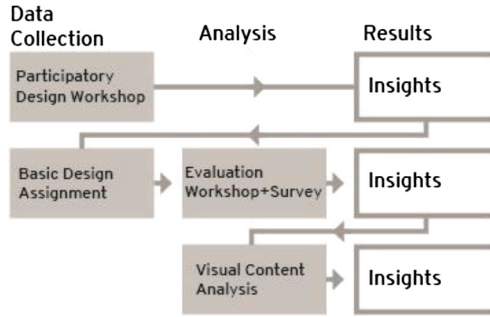 Data
Collection
Analysis
Results
Participatory
Design Workshop
Insights
Basic Design
Assignment
Evaluation
Workshop+Survey
Insights
Visual Content
Analysis
Insights